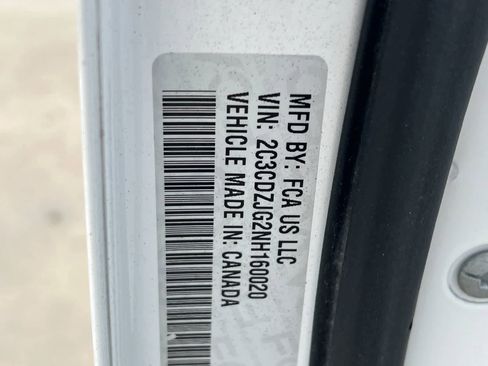 MFD BY: FCA US LLC
VIN: 2C3CDZJG2NH160020
VEHICLE MADE IN: CANADA